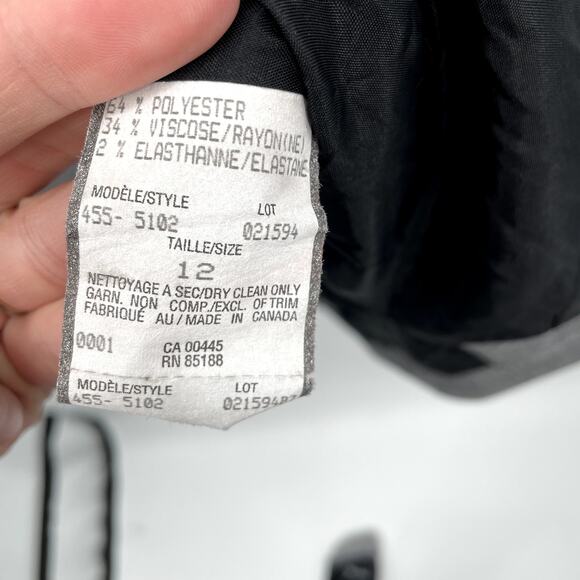 64 % POLYESTER
34 % VISCOSE/RAYON(NE)
2 % ELASTHANNE/ELASTANE
MODÈLE/STYLE LOT
455- 5102 021594
TAILLE/SIZE
12
NETTOYAGE A SEC/DRY CLEAN ONLY
GARN. NON COMP./EXCL. OF TRIM
FABRIQUÉ AU/MADE IN CANADA
0001 CA 00445
RN 85188
MODÈLE/STYLE LOT
455- 5102